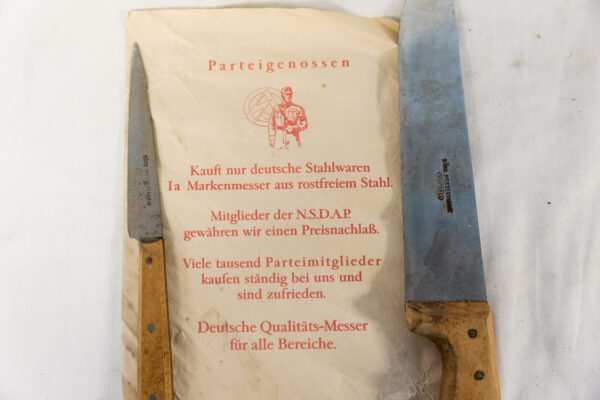 Parteigenossen
Kauft nur deutsche Stahlwaren
Ia Markenmesser aus rostfreiem Stahl.
Mitglieder der N.S.D.A.P.
gewähren wir einen Preisnachlaß.
Viele tausend Parteimitglieder
kaufen ständig bei uns und
sind zufrieden.
Deutsche Qualitäts-Messer
für alle Bereiche.